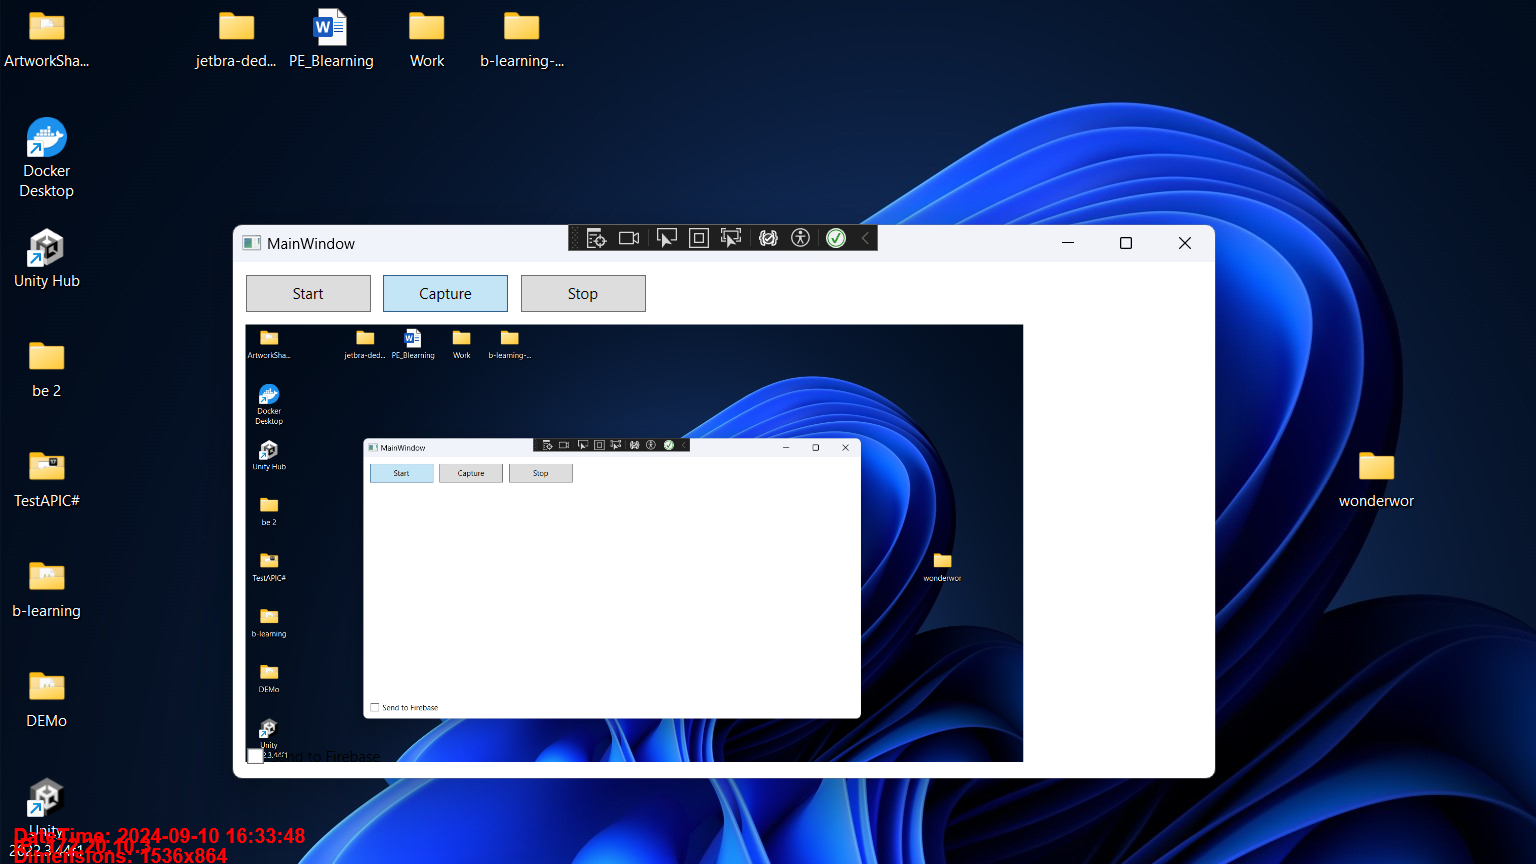 ArtworkSha...
jetbra-ded...
PE_Blearning
Work
b-learning-...
Docker
Desktop
Unity Hub
be 2
TestAPIC#
b-learning
DEMo
Unity
2022.3.44f1
wonderwor
MainWindow
Start
Capture
Stop
ArtworkSha...
jetbra-ded...
PE_Blearning
Work
b-learning-...
Docker
Desktop
Unity Hub
be 2
TestAPIC#
b-learning
DEMo
Unity
wonderwor
MainWindow
Start
Capture
Stop
Send to Firebase
to Firebase
DateTime: 2024-09-10 16:33:48
Dimensions: 1536x864